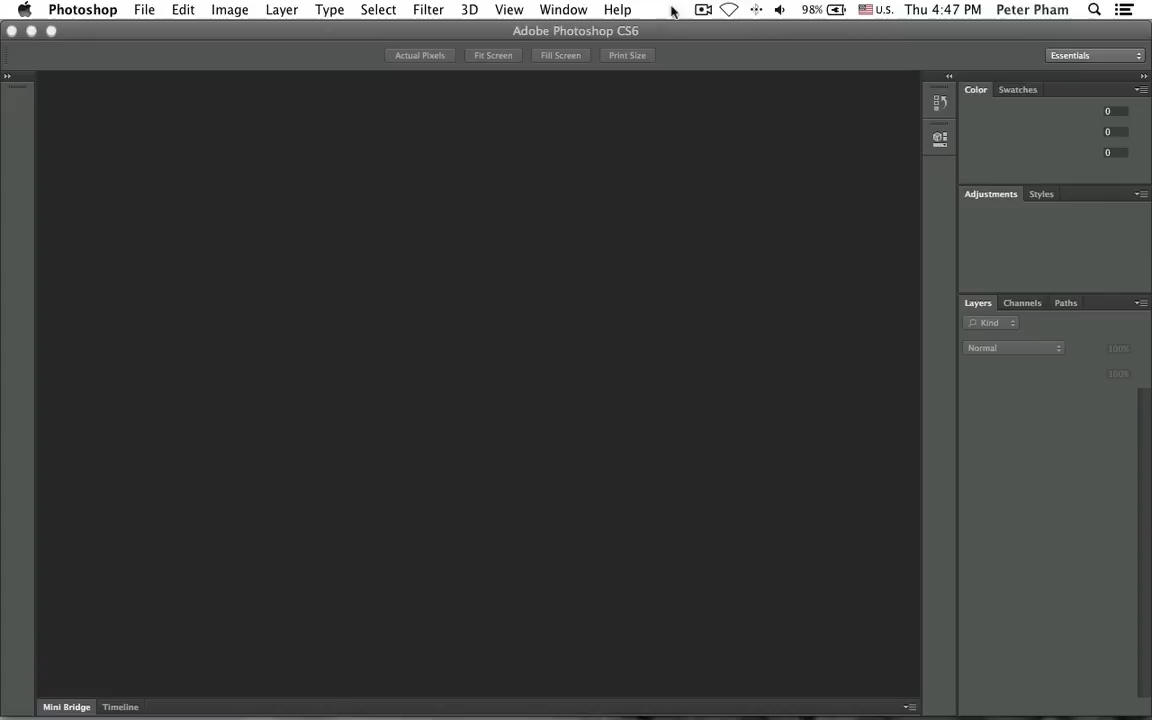 Photoshop File Edit Image Layer Type Select Filter 3D View Window Help 98% U.S. Thu 4:47 PM Peter Pham
Adobe Photoshop CS6
Actual Pixels Fit Screen Fill Screen Print Size Essentials
Color Swatches
0
0
0
Adjustments Styles
Layers Channels Paths
Kind
Normal 100%
100%
Mini Bridge Timeline